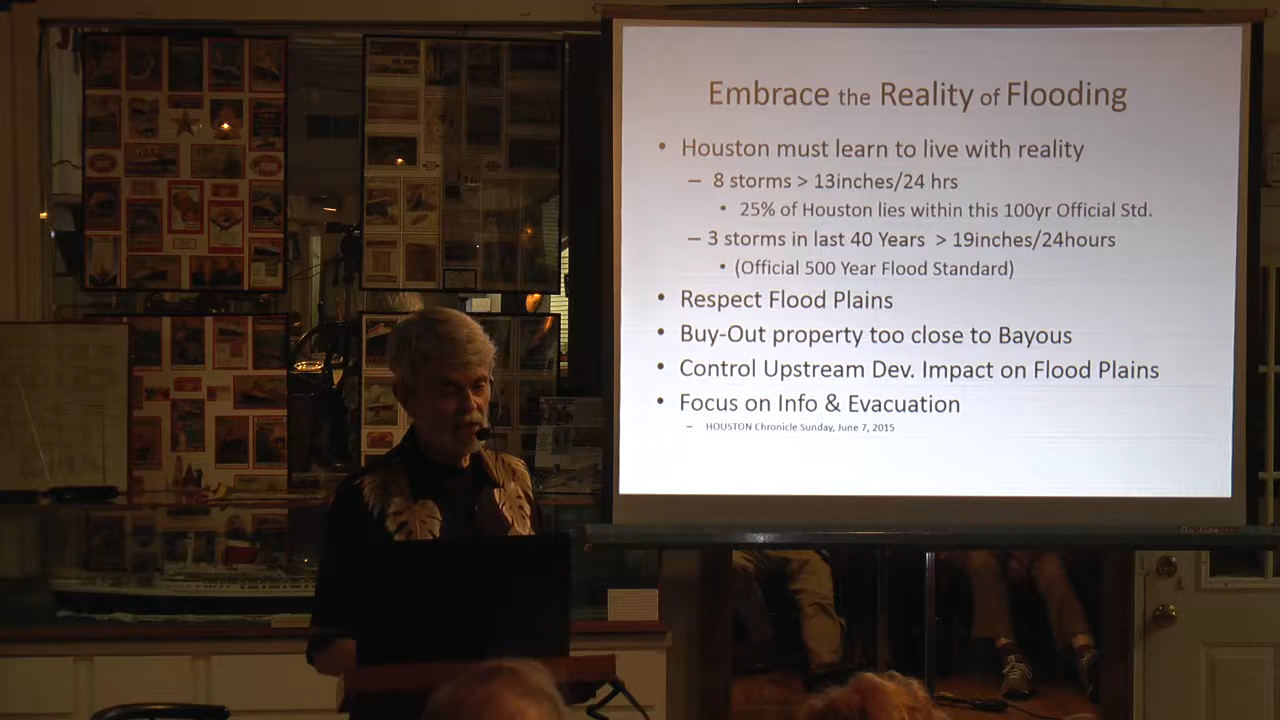 Embrace the Reality of Flooding
• Houston must learn to live with reality
– 8 storms > 13inches/24 hrs
• 25% of Houston lies within this 100yr Official Std.
– 3 storms in last 40 Years > 19inches/24hours
• (Official 500 Year Flood Standard)
• Respect Flood Plains
• Buy-Out property too close to Bayous
• Control Upstream Dev. Impact on Flood Plains
• Focus on Info & Evacuation
– HOUSTON Chronicle Sunday, June 7, 2015